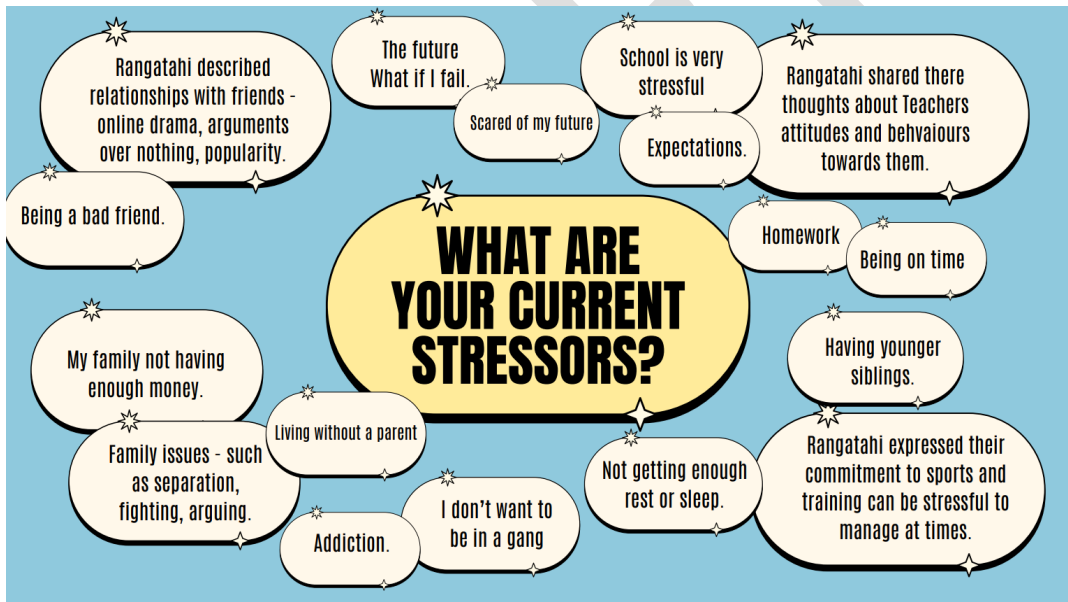 Rangatahi described
relationships with friends -
online drama, arguments
over nothing, popularity.
Being a bad friend.
The future
What if I fail.
Scared of my future
School is very
stressful
Expectations.
Rangatahi shared there
thoughts about Teachers
attitudes and behvaiours
towards them.
Homework
Being on time
WHAT ARE
YOUR CURRENT
STRESSORS?
My family not having
enough money.
Family issues - such
as separation,
fighting, arguing.
Living without a parent
Addiction.
I don't want to
be in a gang
Not getting enough
rest or sleep.
Having younger
siblings.
Rangatahi expressed their
commitment to sports and
training can be stressful to
manage at times.